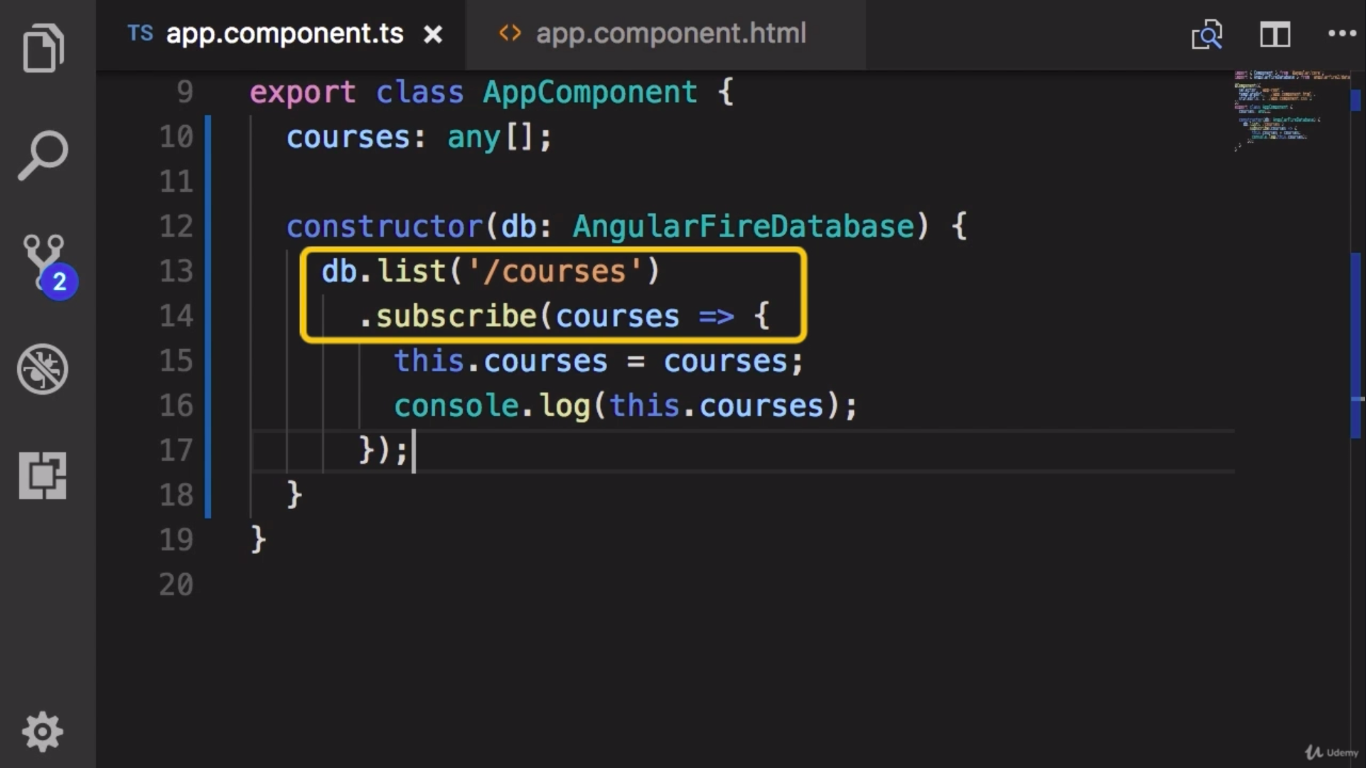 TS app.component.ts × <> app.component.html
9 export class AppComponent {
10 courses: any[];
11
12 constructor(db: AngularFireDatabase) {
13 db.list('/courses')
14 .subscribe(courses => {
15 this.courses = courses;
16 console.log(this.courses);
17 });
18 }
19 }
20
2
Udemy